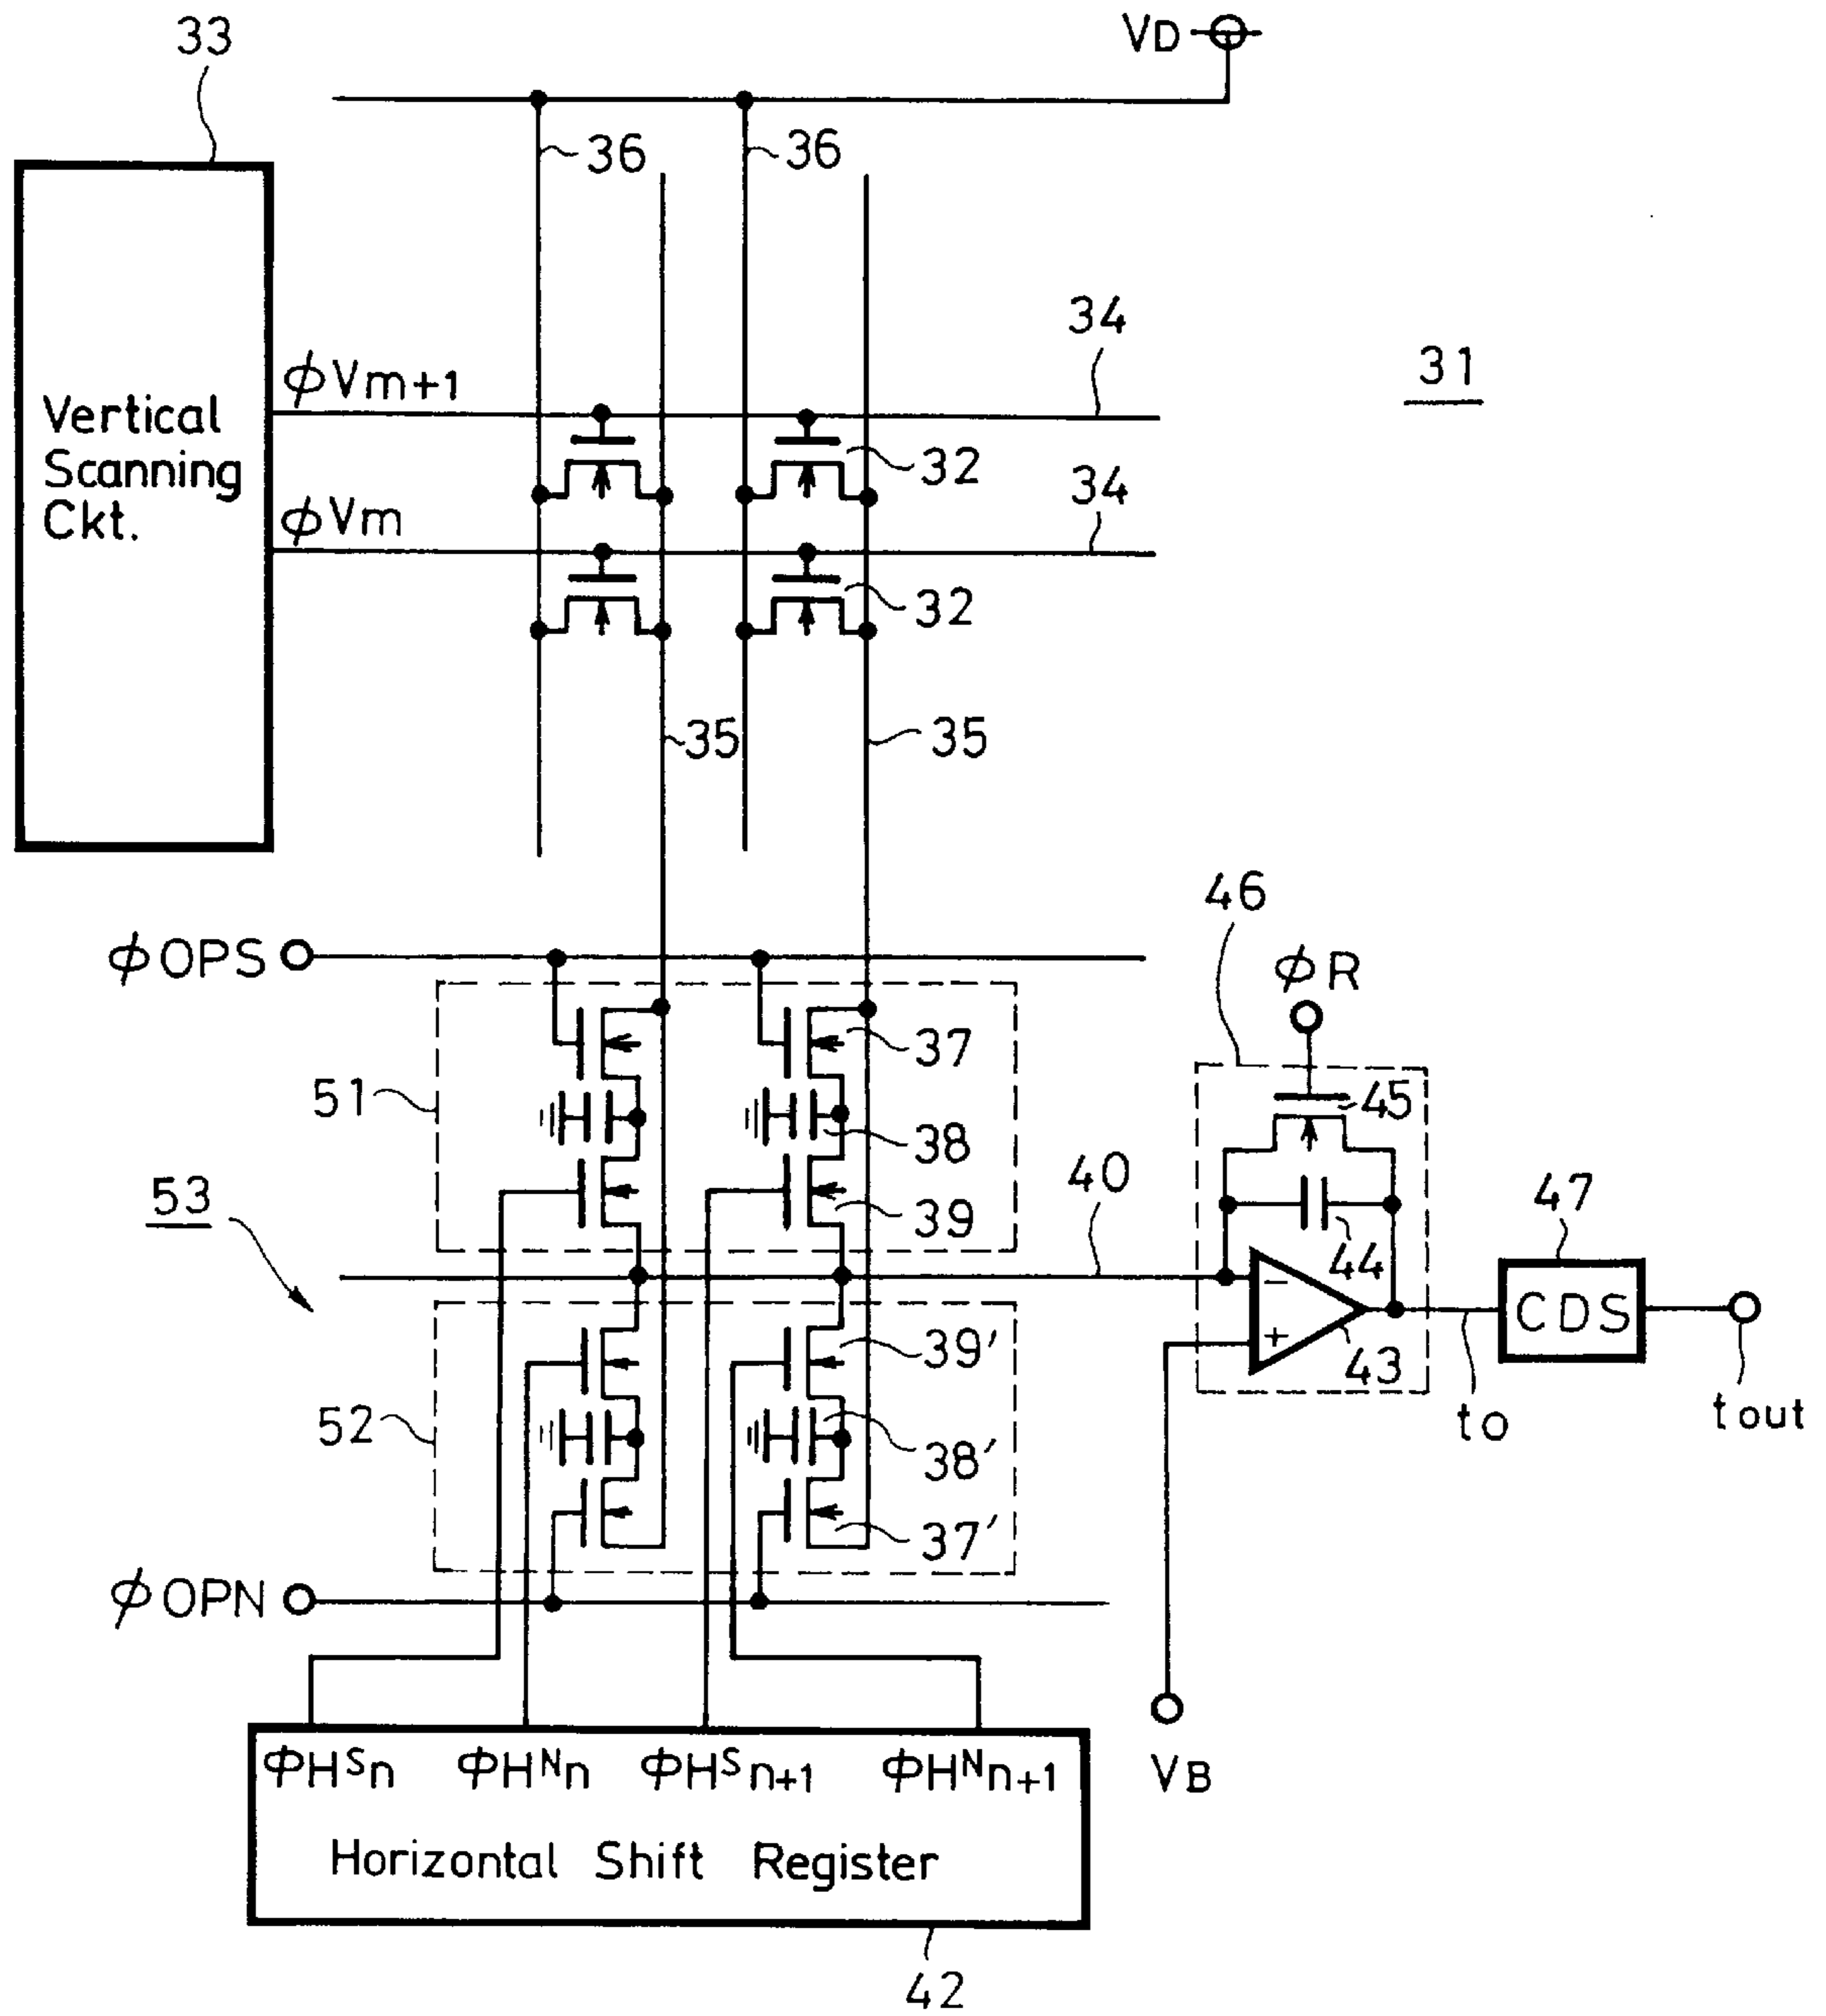 33
VD
36
36
34
31
ϕVm+1
Vertical
Scanning
Ckt.
32
34
ϕVm
32
35
35
46
ϕOPS
ϕR
37
51
45
38
40
53
39
47
44
−
CDS
+
39′
43
52
to
tout
38′
37′
ϕOPN
ϕHSn ϕHNn ϕHSn+1 ϕHNn+1
VB
Horizontal Shift Register
42